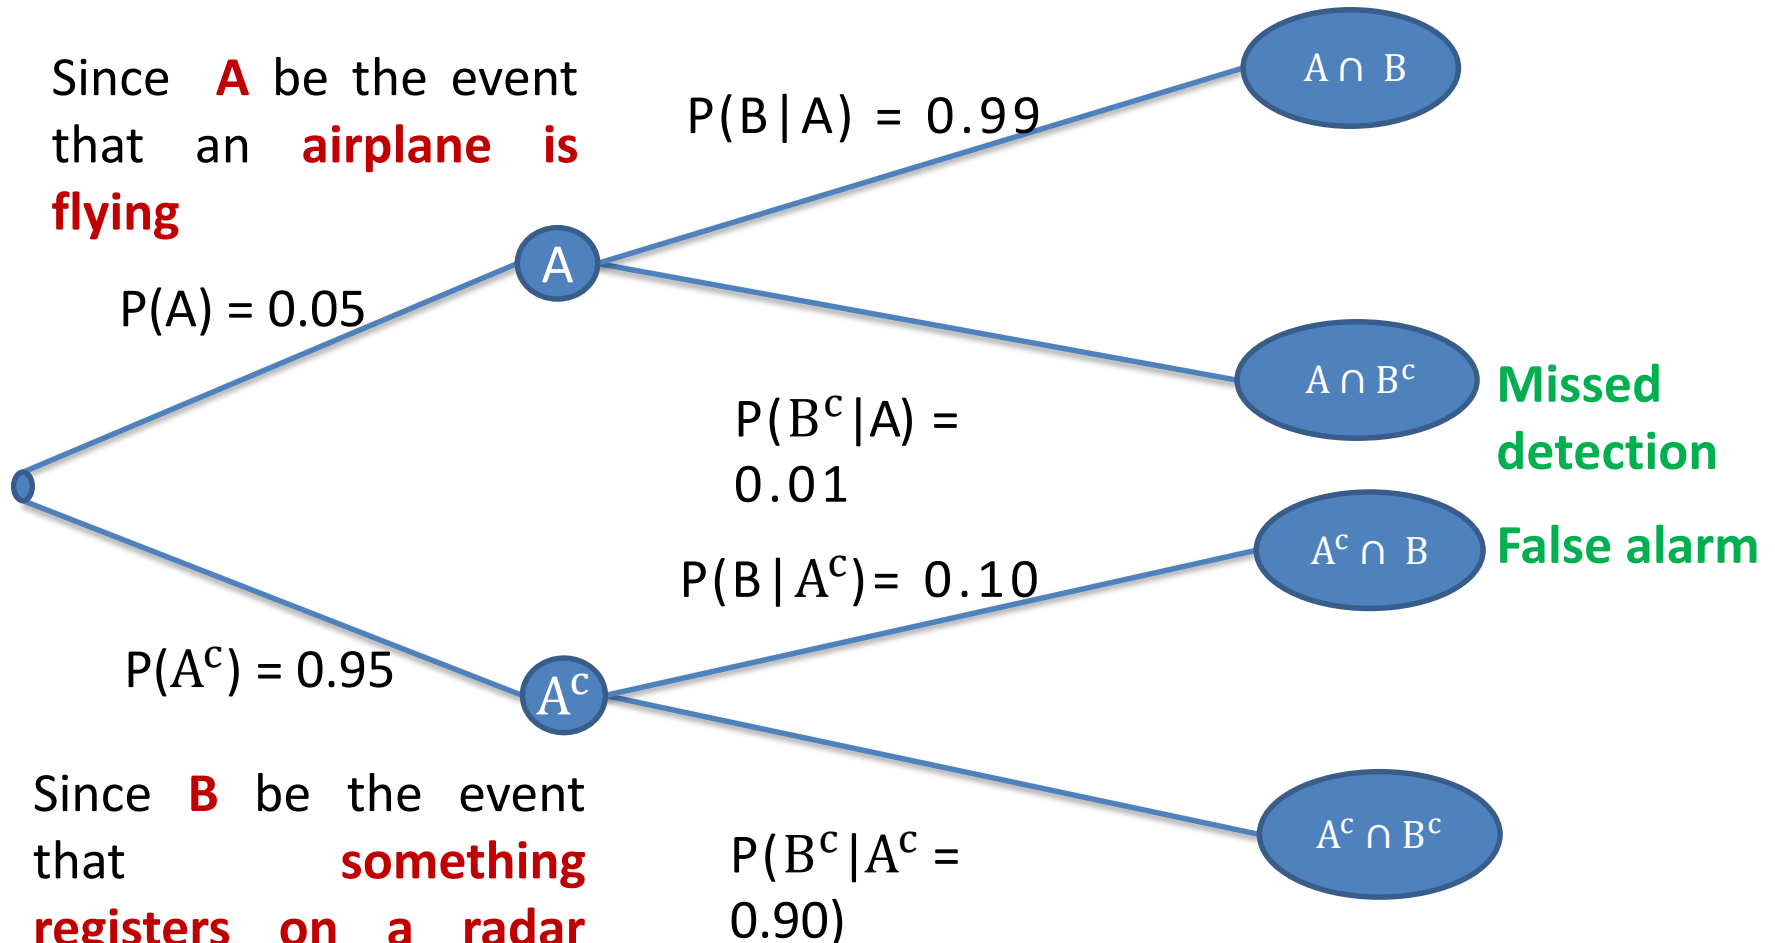 Since A be the event
that an airplane is
flying
P(A) = 0.05
P(Aᶜ) = 0.95
Since B be the event
that something
registers on a radar
A
Aᶜ
P(B|A) = 0.99
P(Bᶜ|A) =
0.01
P(B|Aᶜ)= 0.10
P(Bᶜ|Aᶜ =
0.90)
A ∩ B
A ∩ Bᶜ
Missed
detection
Aᶜ ∩ B
False alarm
Aᶜ ∩ Bᶜ